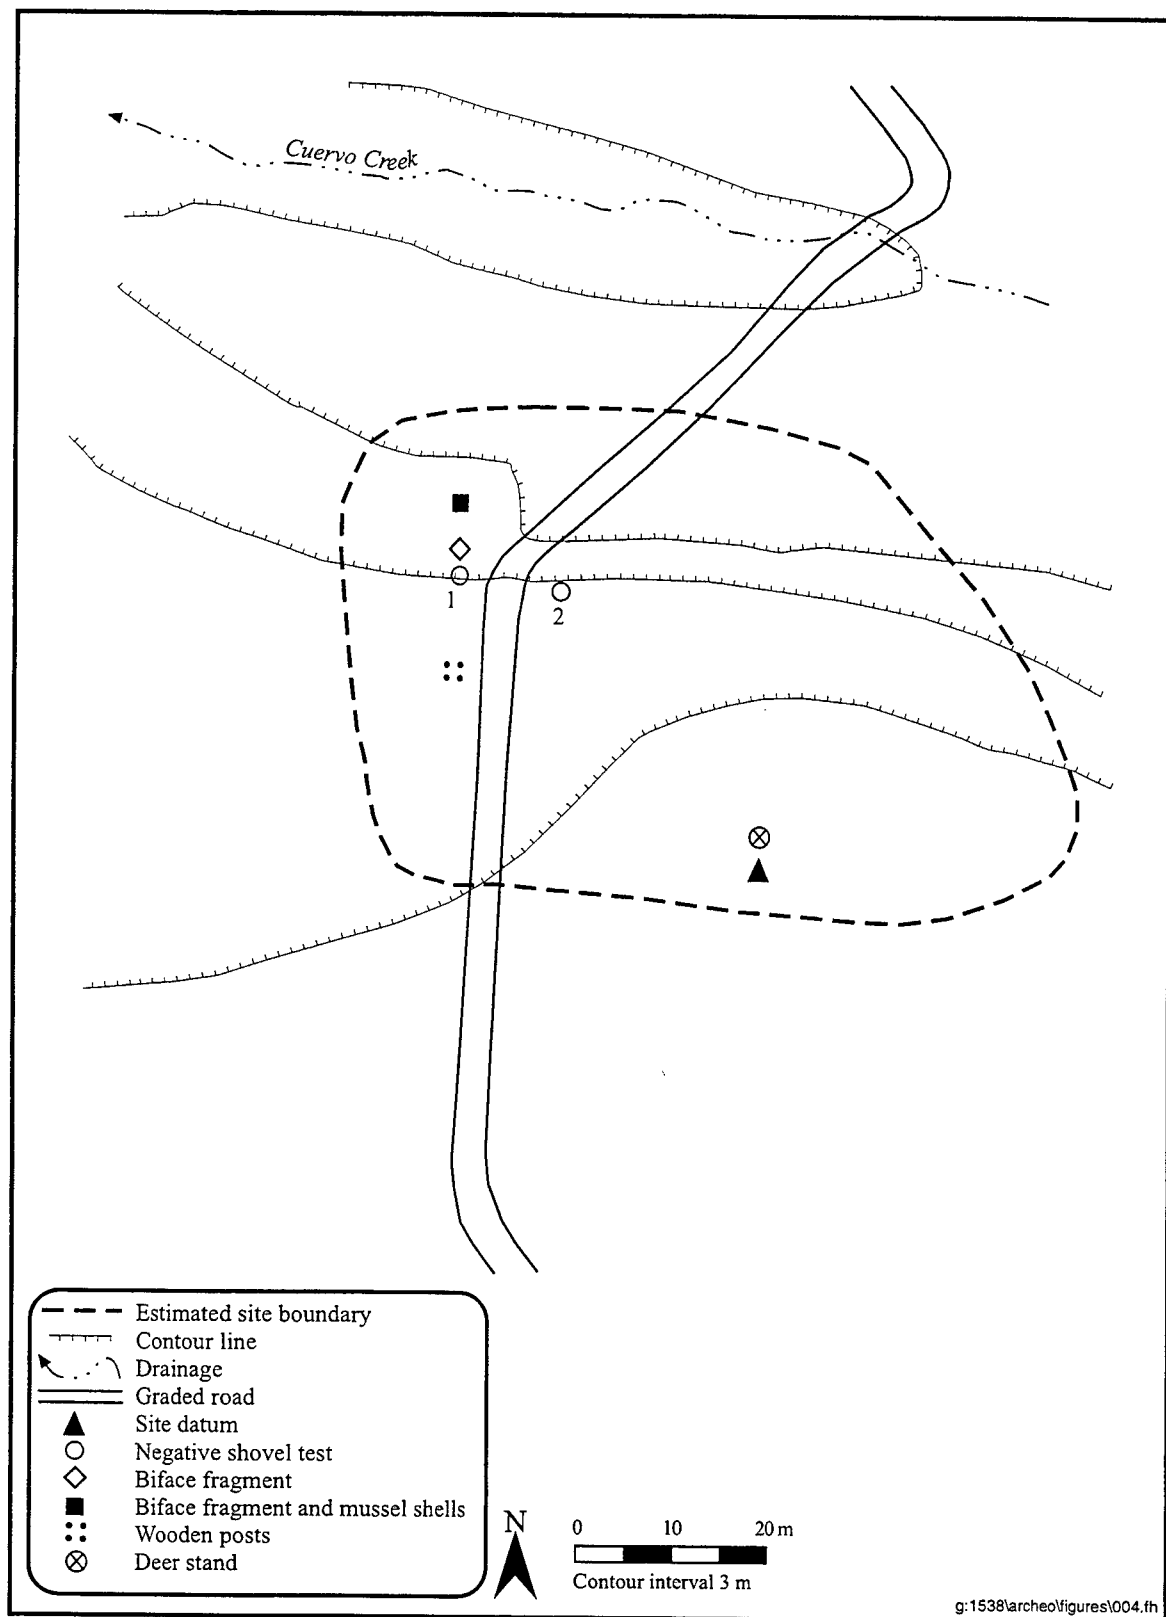 Cuervo Creek
1
2
Estimated site boundary
Contour line
Drainage
Graded road
Site datum
Negative shovel test
Biface fragment
Biface fragment and mussel shells
Wooden posts
Deer stand
N
0 10 20 m
Contour interval 3 m
g:1538\archeo\figures\004.fh